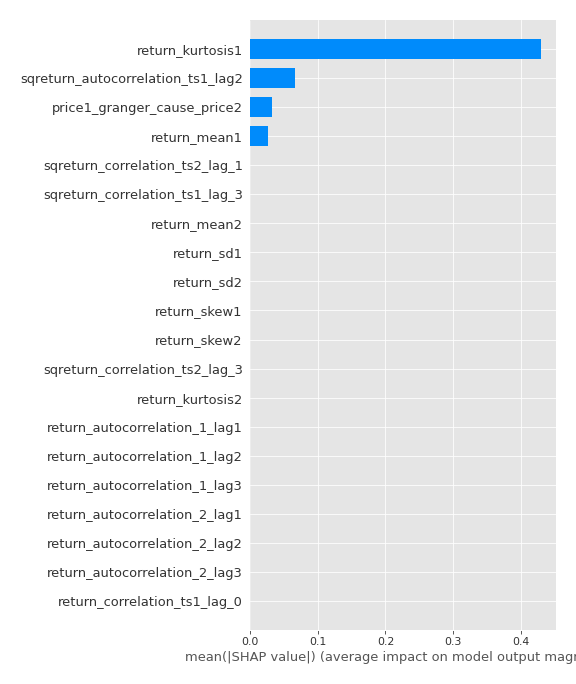 return_kurtosis1
sqreturn_autocorrelation_ts1_lag2
price1_granger_cause_price2
return_mean1
sqreturn_correlation_ts2_lag_1
sqreturn_correlation_ts1_lag_3
return_mean2
return_sd1
return_sd2
return_skew1
return_skew2
sqreturn_correlation_ts2_lag_3
return_kurtosis2
return_autocorrelation_1_lag1
return_autocorrelation_1_lag2
return_autocorrelation_1_lag3
return_autocorrelation_2_lag1
return_autocorrelation_2_lag2
return_autocorrelation_2_lag3
return_correlation_ts1_lag_0
0.0 0.1 0.2 0.3 0.4
mean(|SHAP value|) (average impact on model output magn